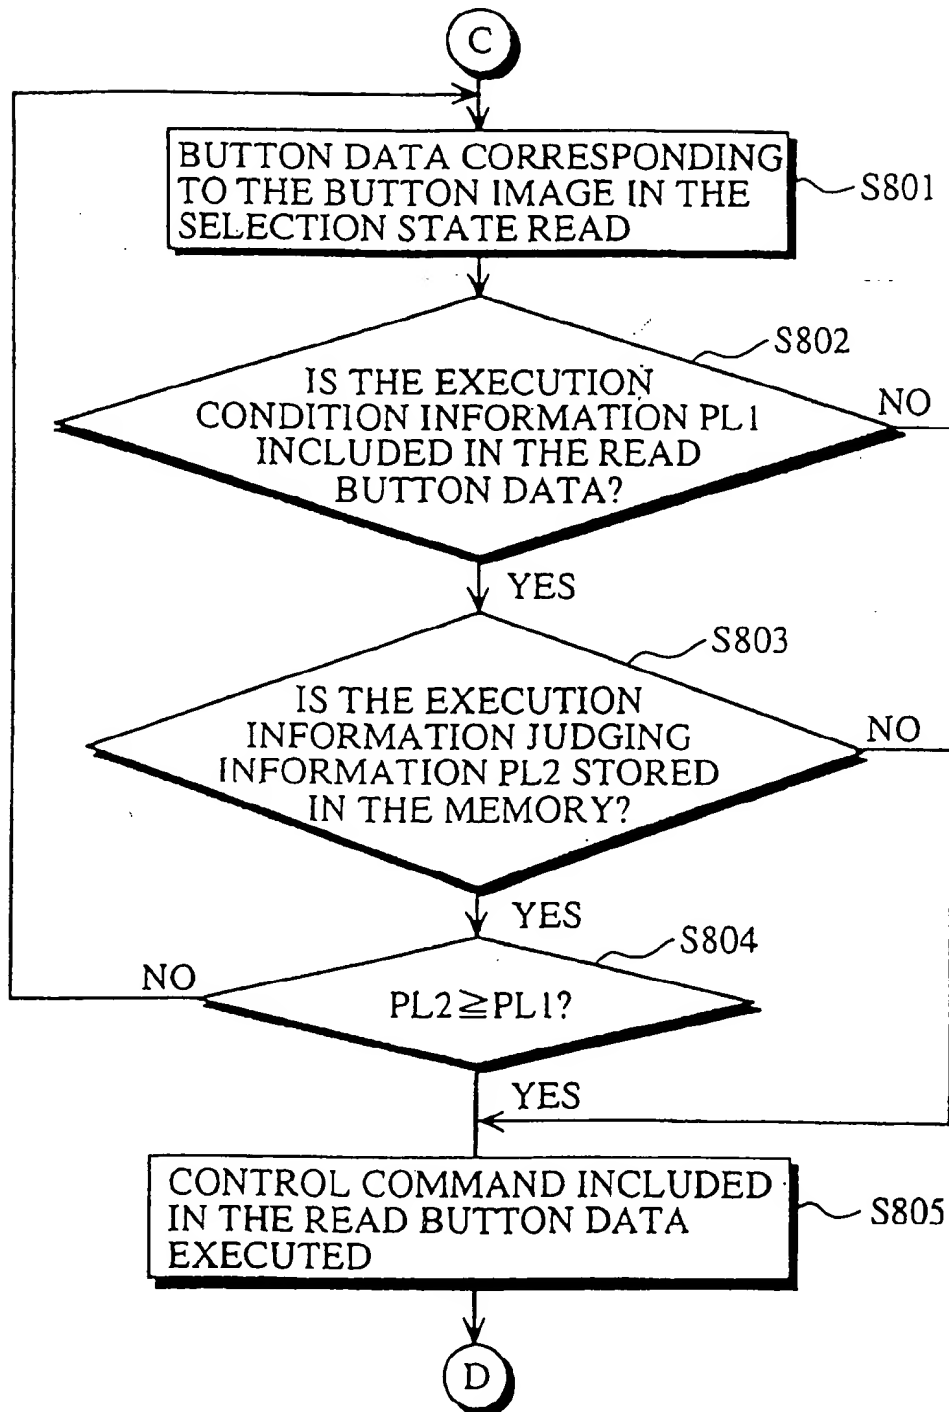 C
BUTTON DATA CORRESPONDING
TO THE BUTTON IMAGE IN THE
SELECTION STATE READ
S801
S802
IS THE EXECUTION
CONDITION INFORMATION PL1
INCLUDED IN THE READ
BUTTON DATA?
NO
YES
S803
IS THE EXECUTION
INFORMATION JUDGING
INFORMATION PL2 STORED
IN THE MEMORY?
NO
YES
S804
NO
PL2≧PL1?
YES
CONTROL COMMAND INCLUDED
IN THE READ BUTTON DATA
EXECUTED
S805
D